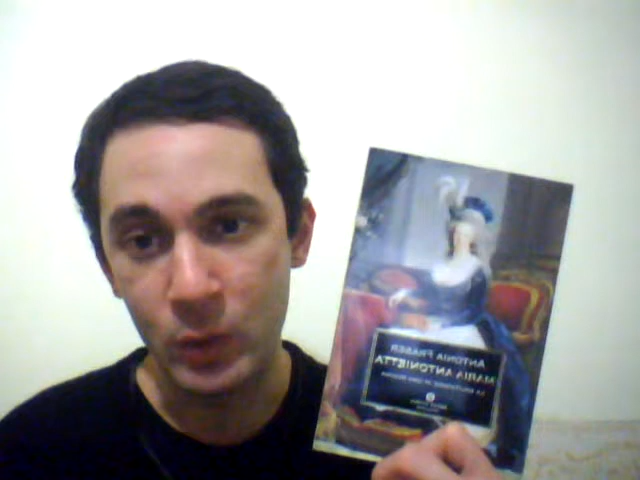 ANTONIA FRASER
MARIA ANTONIETTA
LA SOLITUDINE DI UNA REGINA